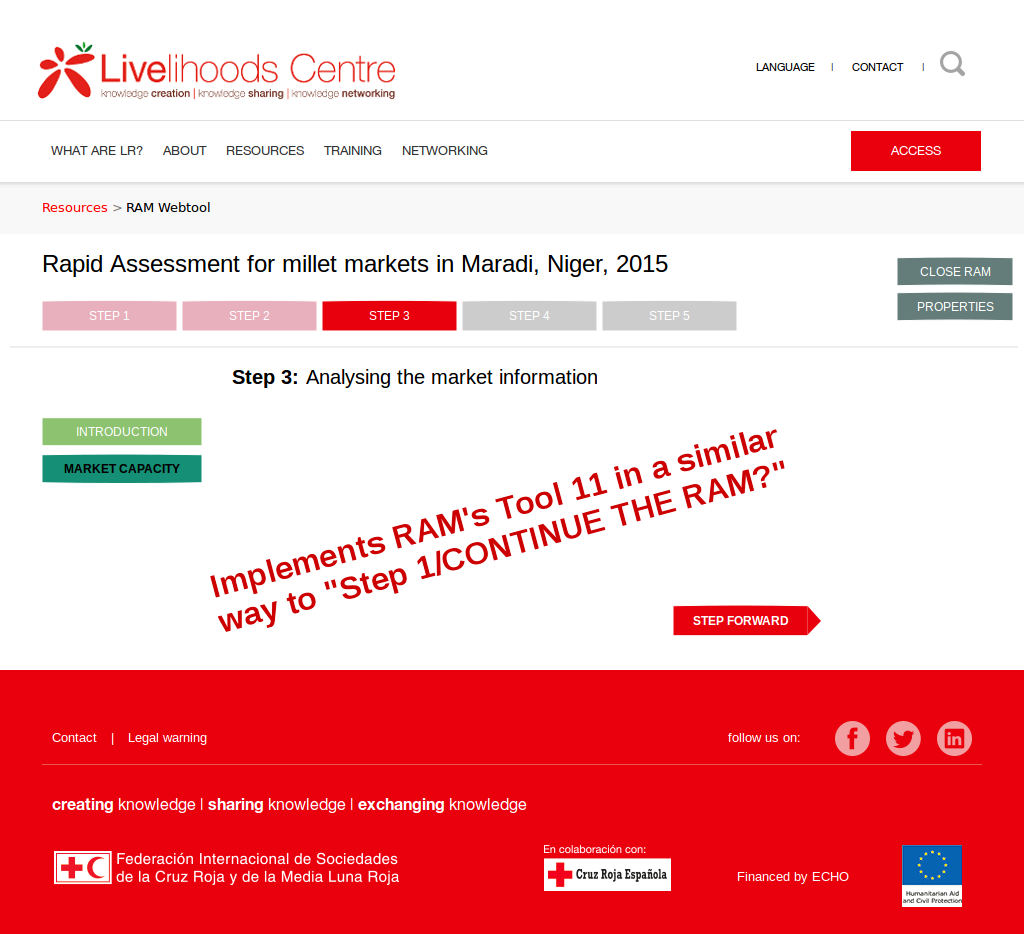 Livelihoods Centre
knowledge creation | knowledge sharing | knowledge networking
LANGUAGE | CONTACT |
WHAT ARE LR? ABOUT RESOURCES TRAINING NETWORKING ACCESS
Resources > RAM Webtool
Rapid Assessment for millet markets in Maradi, Niger, 2015
CLOSE RAM
PROPERTIES
STEP 1 STEP 2 STEP 3 STEP 4 STEP 5
Step 3: Analysing the market information
INTRODUCTION
MARKET CAPACITY
Implements RAM's Tool 11 in a similar
way to "Step 1/CONTINUE THE RAM?"
STEP FORWARD
Contact | Legal warning
follow us on:
creating knowledge | sharing knowledge | exchanging knowledge
Federación Internacional de Sociedades
de la Cruz Roja y de la Media Luna Roja
En colaboración con:
Cruz Roja Española
Financed by ECHO
Humanitarian Aid
and Civil Protection